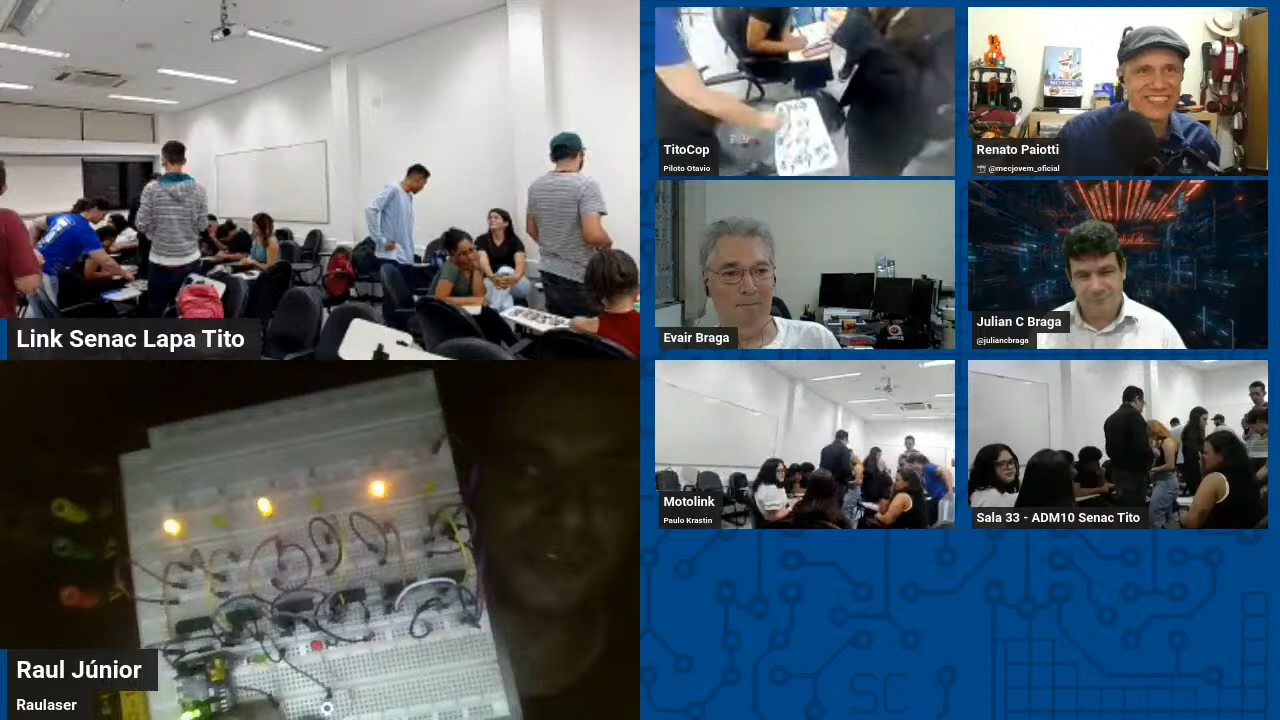 Link Senac Lapa Tito
Raul Júnior
Raulaser
TitoCop
Piloto Otavio
Renato Paiotti
@mecjovem_oficial
Evair Braga
Julian C Braga
@juliancbraga
Motolink
Paulo Krastin
Sala 33 - ADM10 Senac Tito
SC